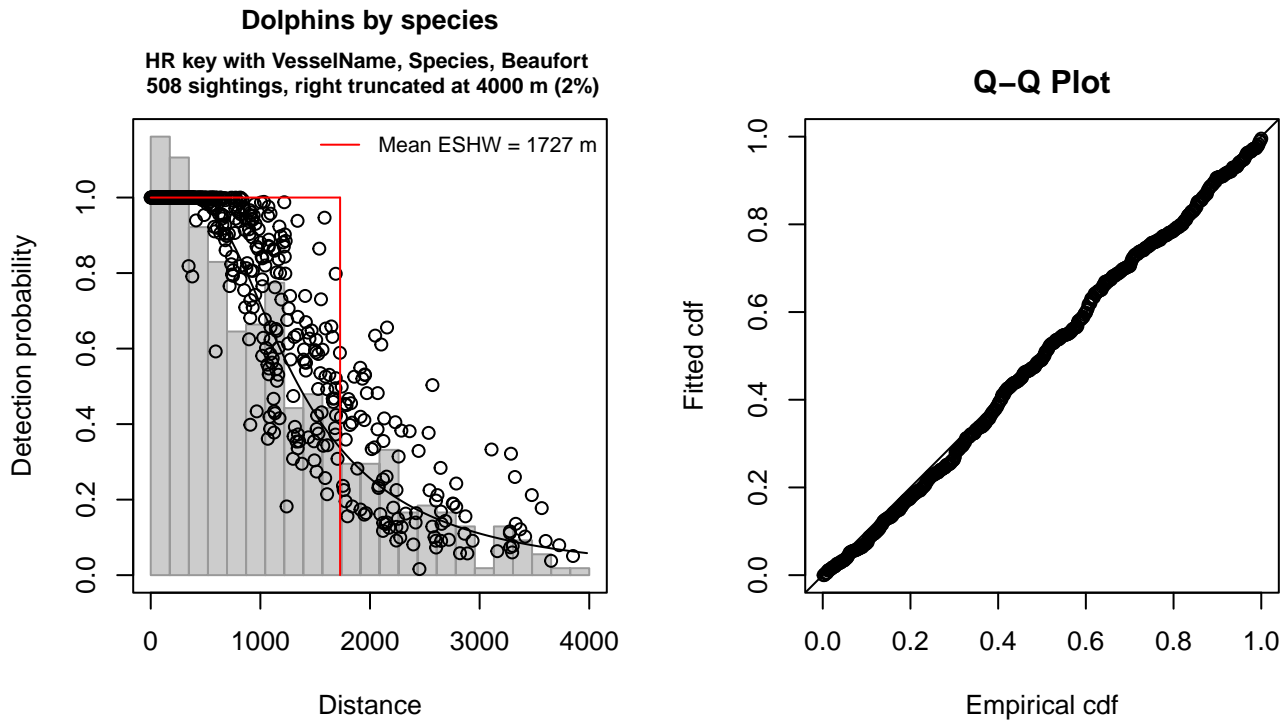 Dolphins by species
HR key with VesselName, Species, Beaufort
508 sightings, right truncated at 4000 m (2%)
Mean ESHW = 1727 m
Detection probability
1.0
0.8
0.6
0.4
0.2
0.0
0 1000 2000 3000 4000
Distance
Q−Q Plot
Fitted cdf
1.0
0.8
0.6
0.4
0.2
0.0
0.0 0.2 0.4 0.6 0.8 1.0
Empirical cdf